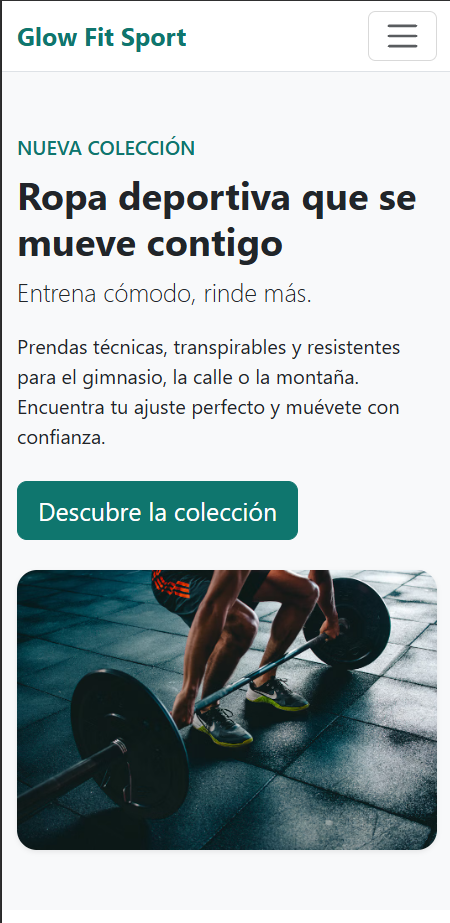 Glow Fit Sport
NUEVA COLECCIÓN
Ropa deportiva que se
mueve contigo
Entrena cómodo, rinde más.
Prendas técnicas, transpirables y resistentes
para el gimnasio, la calle o la montaña.
Encuentra tu ajuste perfecto y muévete con
confianza.
Descubre la colección